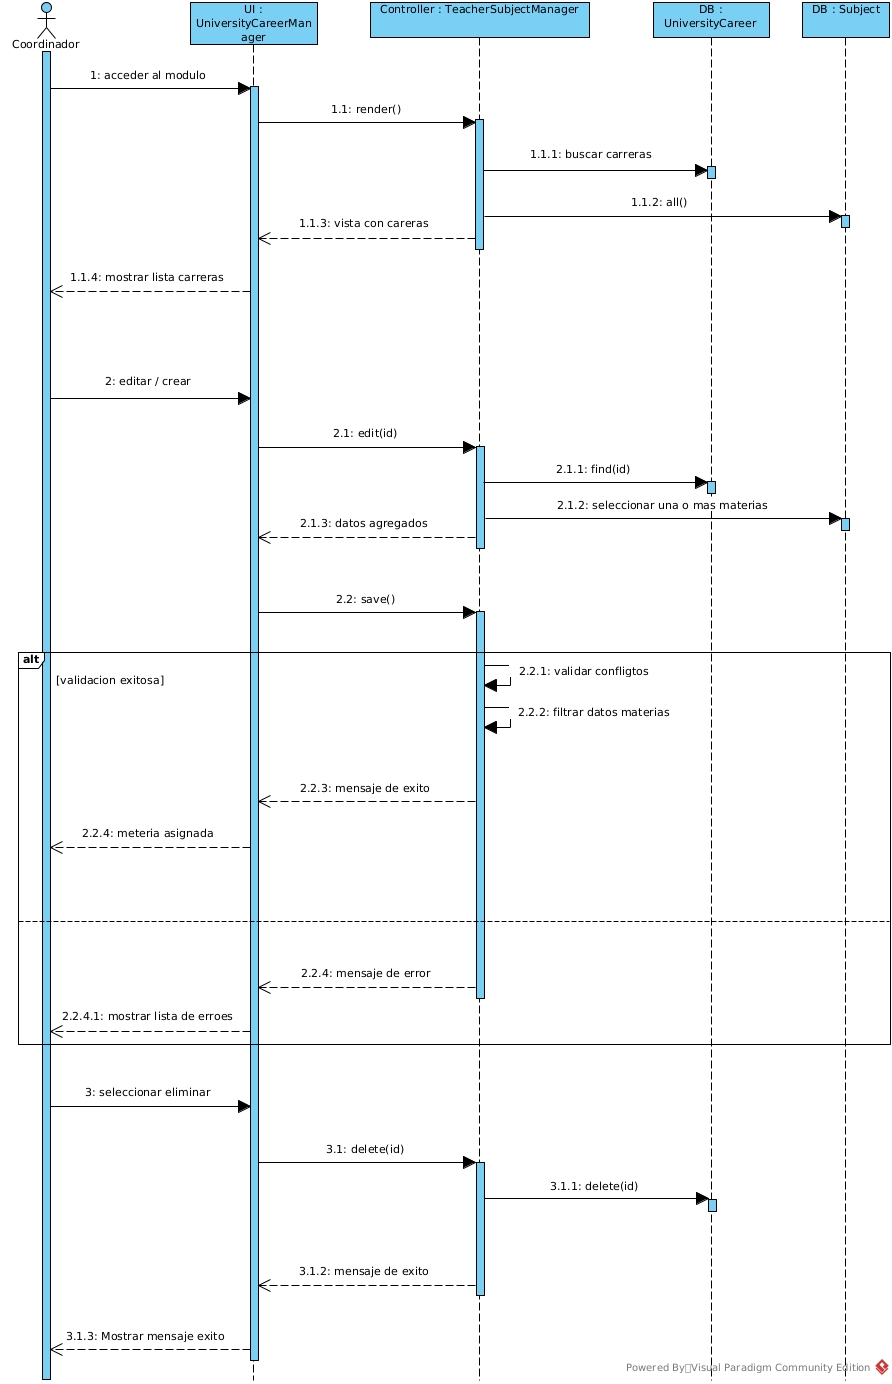 Coordinador
UI :
UniversityCareerMan
ager
Controller : TeacherSubjectManager
DB :
UniversityCareer
DB : Subject
1: acceder al modulo
1.1: render()
1.1.1: buscar carreras
1.1.2: all()
1.1.3: vista con careras
1.1.4: mostrar lista carreras
2: editar / crear
2.1: edit(id)
2.1.1: find(id)
2.1.2: seleccionar una o mas materias
2.1.3: datos agregados
2.2: save()
alt
[validacion exitosa]
2.2.1: validar configtos
2.2.2: filtrar datos materias
2.2.3: mensaje de exito
2.2.4: meteria asignada
2.2.4: mensaje de error
2.2.4.1: mostrar lista de erroes
3: seleccionar eliminar
3.1: delete(id)
3.1.1: delete(id)
3.1.2: mensaje de exito
3.1.3: Mostrar mensaje exito
Powered By Visual Paradigm Community Edition